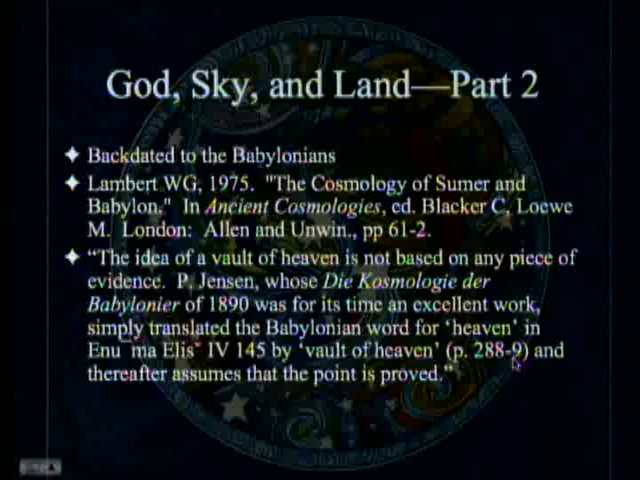 God, Sky, and Land—Part 2
Backdated to the Babylonians
Lambert WG, 1975. "The Cosmology of Sumer and
Babylon." In Ancient Cosmologies, ed. Blacker C, Loewe
M. London: Allen and Unwin., pp 61-2.
"The idea of a vault of heaven is not based on any piece of
evidence. P. Jensen, whose Die Kosmologie der
Babylonier of 1890 was for its time an excellent work,
simply translated the Babylonian word for 'heaven' in
Enu ma Elis IV 145 by 'vault of heaven' (p. 288-9) and
thereafter assumes that the point is proved."